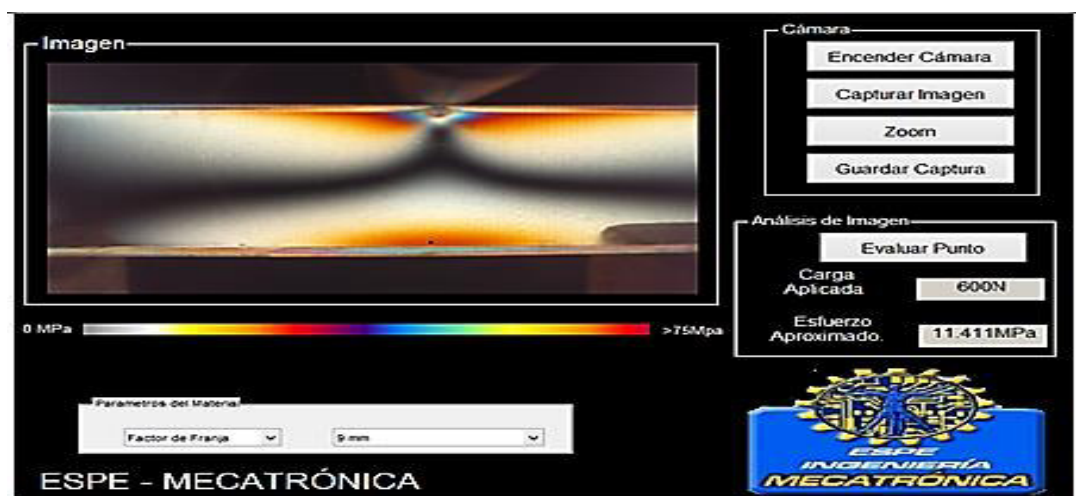 Imagen
0 MPa
>75Mpa
Parametros del Material
Factor de Franja
9 mm
ESPE - MECATRÓNICA
Cámara
Encender Cámara
Capturar Imagen
Zoom
Guardar Captura
Análisis de Imagen
Evaluar Punto
Carga
Aplicada
600N
Esfuerzo
Aproximado.
11.411MPa
ESPE
INGENIERÍA
MECATRÓNICA